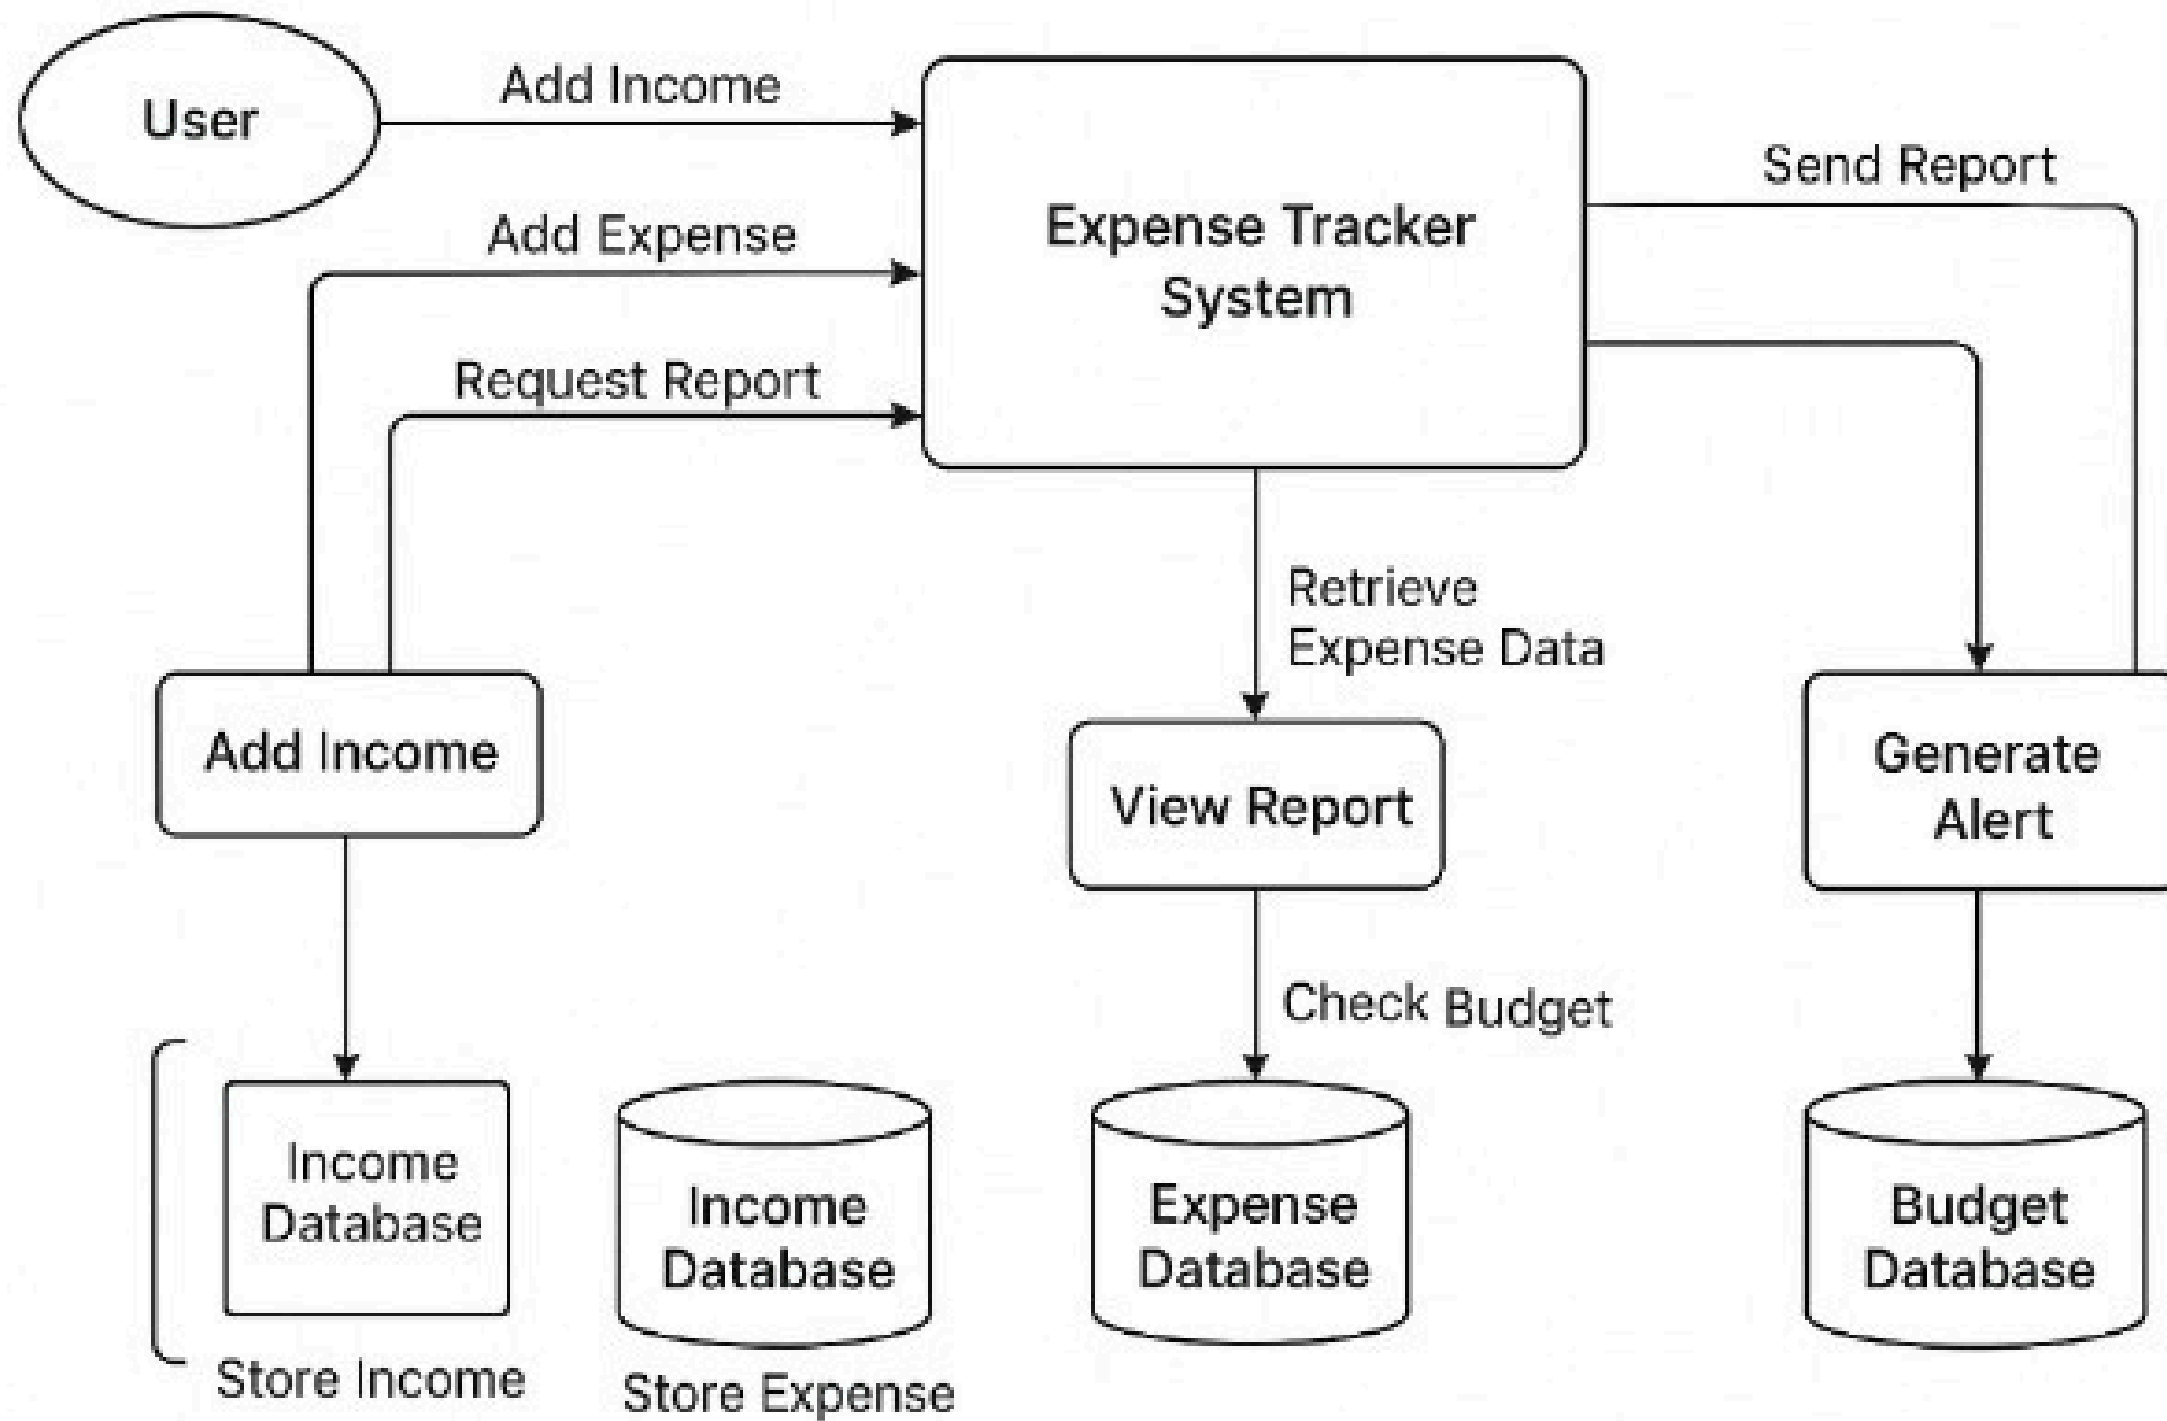 User
Add Income
Add Expense
Request Report
Expense Tracker
System
Send Report
Retrieve
Expense Data
Add Income
View Report
Generate
Alert
Check Budget
Income
Database
Income
Database
Expense
Database
Budget
Database
Store Income
Store Expense